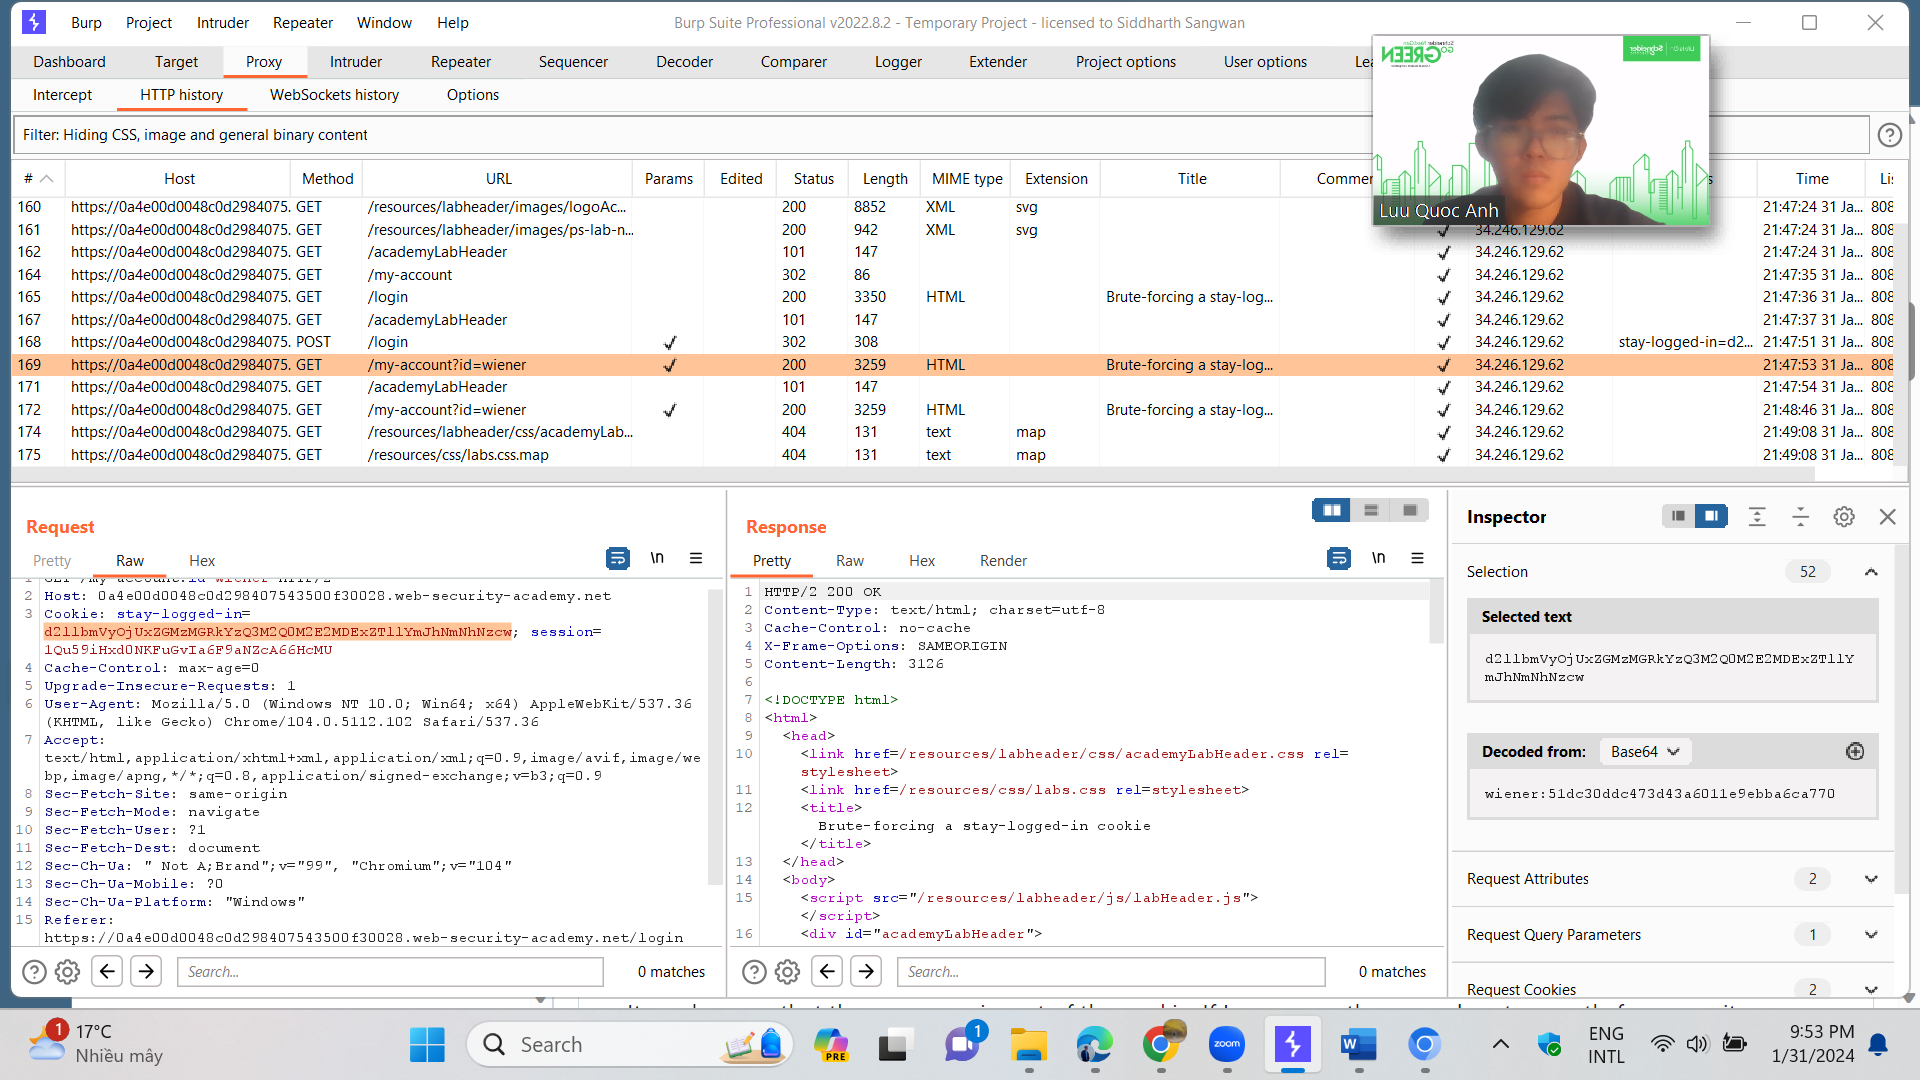 Burp Project Intruder Repeater Window Help
Burp Suite Professional v2022.8.2 - Temporary Project - licensed to Siddharth Sangwan
Dashboard Target Proxy Intruder Repeater Sequencer Decoder Comparer Logger Extender Project options User options
Intercept HTTP history WebSockets history Options
Filter: Hiding CSS, image and general binary content
# Host Method URL Params Edited Status Length MIME type Extension Title Time
160 https://0a4e00d0048c0d2984075. GET /resources/labheader/images/logoAc... 200 8852 XML svg 21:47:24 31 Ja... 808
161 https://0a4e00d0048c0d2984075. GET /resources/labheader/images/ps-lab-n... 200 942 XML svg 34.246.129.62 21:47:24 31 Ja... 808
162 https://0a4e00d0048c0d2984075. GET /academyLabHeader 101 147 34.246.129.62 21:47:24 31 Ja... 808
164 https://0a4e00d0048c0d2984075. GET /my-account 302 86 34.246.129.62 21:47:35 31 Ja... 808
165 https://0a4e00d0048c0d2984075. GET /login 200 3350 HTML Brute-forcing a stay-log... 34.246.129.62 21:47:36 31 Ja... 808
167 https://0a4e00d0048c0d2984075. GET /academyLabHeader 101 147 34.246.129.62 21:47:37 31 Ja... 808
168 https://0a4e00d0048c0d2984075. POST /login 302 308 34.246.129.62 stay-logged-in=d2... 21:47:51 31 Ja... 808
169 https://0a4e00d0048c0d2984075. GET /my-account?id=wiener 200 3259 HTML Brute-forcing a stay-log... 34.246.129.62 21:47:53 31 Ja... 808
171 https://0a4e00d0048c0d2984075. GET /academyLabHeader 101 147 34.246.129.62 21:47:54 31 Ja... 808
172 https://0a4e00d0048c0d2984075. GET /my-account?id=wiener 200 3259 HTML Brute-forcing a stay-log... 34.246.129.62 21:48:46 31 Ja... 808
174 https://0a4e00d0048c0d2984075. GET /resources/labheader/css/academyLab... 404 131 text map 34.246.129.62 21:49:08 31 Ja... 808
175 https://0a4e00d0048c0d2984075. GET /resources/css/labs.css.map 404 131 text map 34.246.129.62 21:49:08 31 Ja... 808
GO GREEN
Luu Quoc Anh
Request
Pretty Raw Hex \n
2 Host: 0a4e00d0048c0d298407543500f30028.web-security-academy.net
3 Cookie: stay-logged-in=
d2llbmVyOjUxZGMzMGRkYzQ3M2Q0M2E2MDExZTllYmJhNmNhNzcw; session=
lQu59iHxd0NKFuGvIa6F9aNZcA66HcMU
4 Cache-Control: max-age=0
5 Upgrade-Insecure-Requests: 1
6 User-Agent: Mozilla/5.0 (Windows NT 10.0; Win64; x64) AppleWebKit/537.36
(KHTML, like Gecko) Chrome/104.0.5112.102 Safari/537.36
7 Accept:
text/html,application/xhtml+xml,application/xml;q=0.9,image/avif,image/we
bp,image/apng,*/*;q=0.8,application/signed-exchange;v=b3;q=0.9
8 Sec-Fetch-Site: same-origin
9 Sec-Fetch-Mode: navigate
10 Sec-Fetch-User: ?1
11 Sec-Fetch-Dest: document
12 Sec-Ch-Ua: " Not A;Brand";v="99", "Chromium";v="104"
13 Sec-Ch-Ua-Mobile: ?0
14 Sec-Ch-Ua-Platform: "Windows"
15 Referer:
https://0a4e00d0048c0d298407543500f30028.web-security-academy.net/login
Search... 0 matches
Response
Pretty Raw Hex Render \n
1 HTTP/2 200 OK
2 Content-Type: text/html; charset=utf-8
3 Cache-Control: no-cache
4 X-Frame-Options: SAMEORIGIN
5 Content-Length: 3126
6
7 <!DOCTYPE html>
8 <html>
9 <head>
10 <link href=/resources/labheader/css/academyLabHeader.css rel=
stylesheet>
11 <link href=/resources/css/labs.css rel=stylesheet>
12 <title>
Brute-forcing a stay-logged-in cookie
</title>
13 </head>
14 <body>
15 <script src="/resources/labheader/js/labHeader.js">
</script>
16 <div id="academyLabHeader">
Search... 0 matches
Inspector
Selection 52
Selected text
d2llbmVyOjUxZGMzMGRkYzQ3M2Q0M2E2MDExZTllY
mJhNmNhNzcw
Decoded from: Base64
wiener:51dc30ddc473d43a6011e9ebba6ca770
Request Attributes 2
Request Query Parameters 1
Request Cookies 2
1 17°C
Nhiều mây
Search
PRE
1
zoom
W
ENG
INTL
9:53 PM
1/31/2024